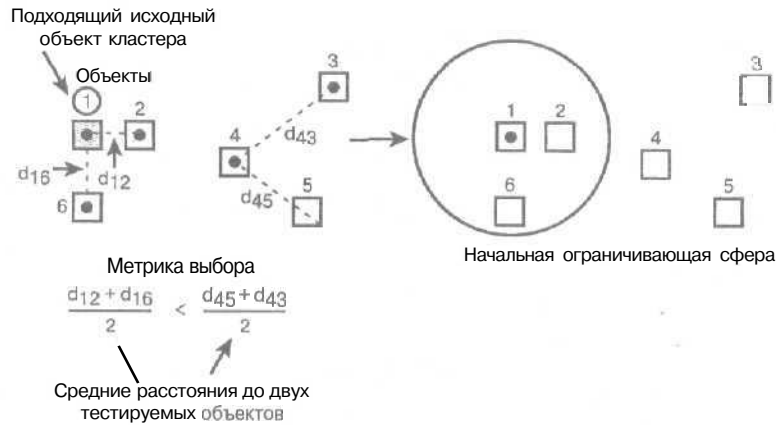 Подходящий исходный
объект кластера
Объекты
1
2
d12
d16
6
3
4
d43
5
d45
1
2
6
3
4
5
Начальная ограничивающая сфера
Метрика выбора
d12 + d16
2
<
d45 + d43
2
Средние расстояния до двух
тестируемых объектов